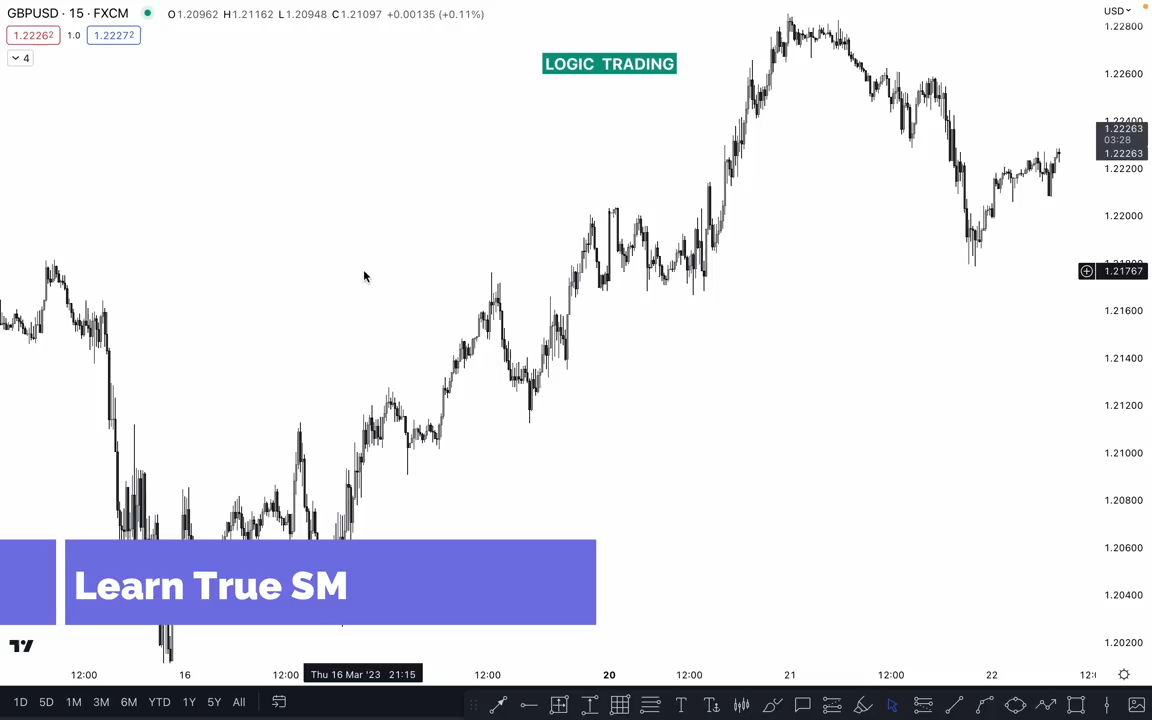 GBPUSD · 15 · FXCM O1.20962 H1.21162 L1.20948 C1.21097 +0.00135 (+0.11%)
1.22262 1.0 1.22272
4
LOGIC TRADING
USD
1.22800
1.22600
1.22400
1.22263
03:28
1.22263
1.22200
1.22000
1.21767
1.21600
1.21400
1.21200
1.21000
1.20800
1.20600
1.20400
1.20200
Learn True SM
12:00 16 12:00 Thu 16 Mar '23 21:15 12:00 20 12:00 21 12:00 22
1D 5D 1M 3M 6M YTD 1Y 5Y All